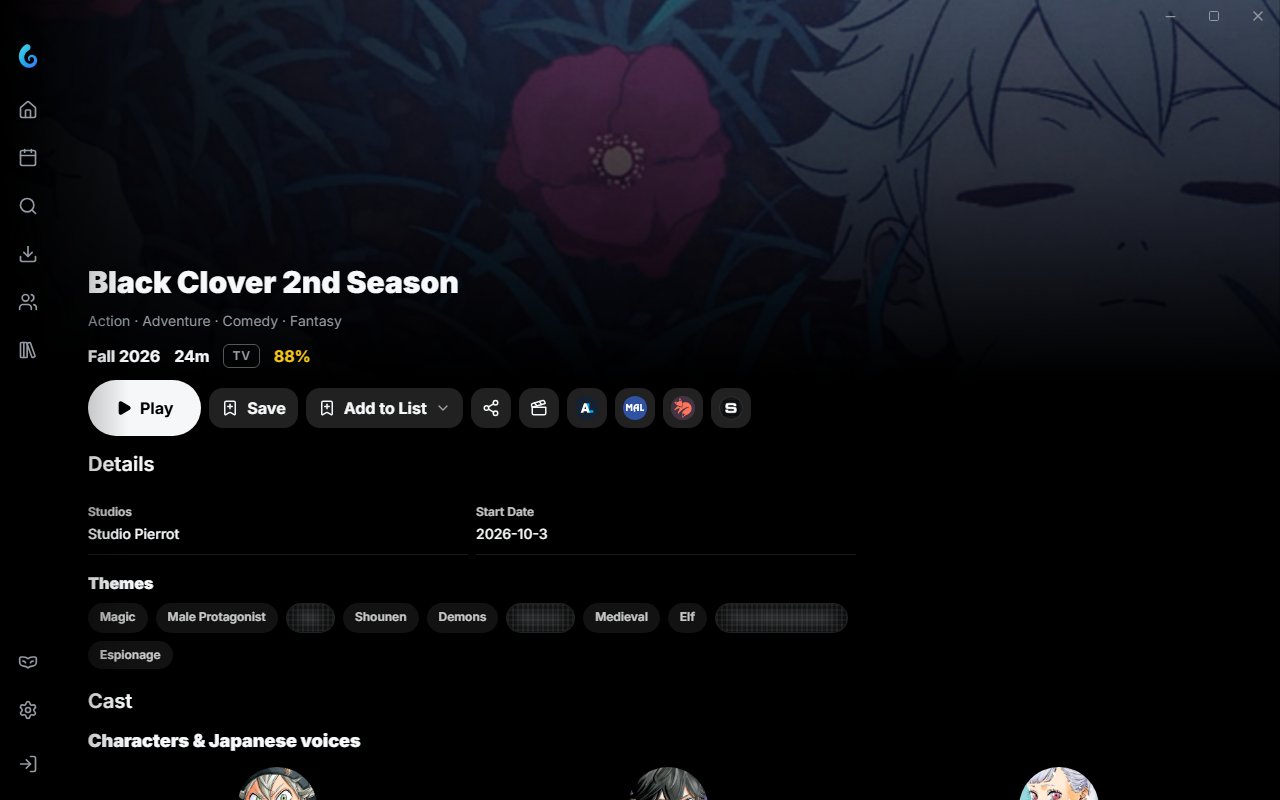 Black Clover 2nd Season
Action · Adventure · Comedy · Fantasy
Fall 2026 24m TV 88%
Play Save Add to List A. MAL S
Details
Studios Start Date
Studio Pierrot 2026-10-3
Themes
Magic Male Protagonist Shounen Demons Medieval Elf
Espionage
Cast
Characters & Japanese voices